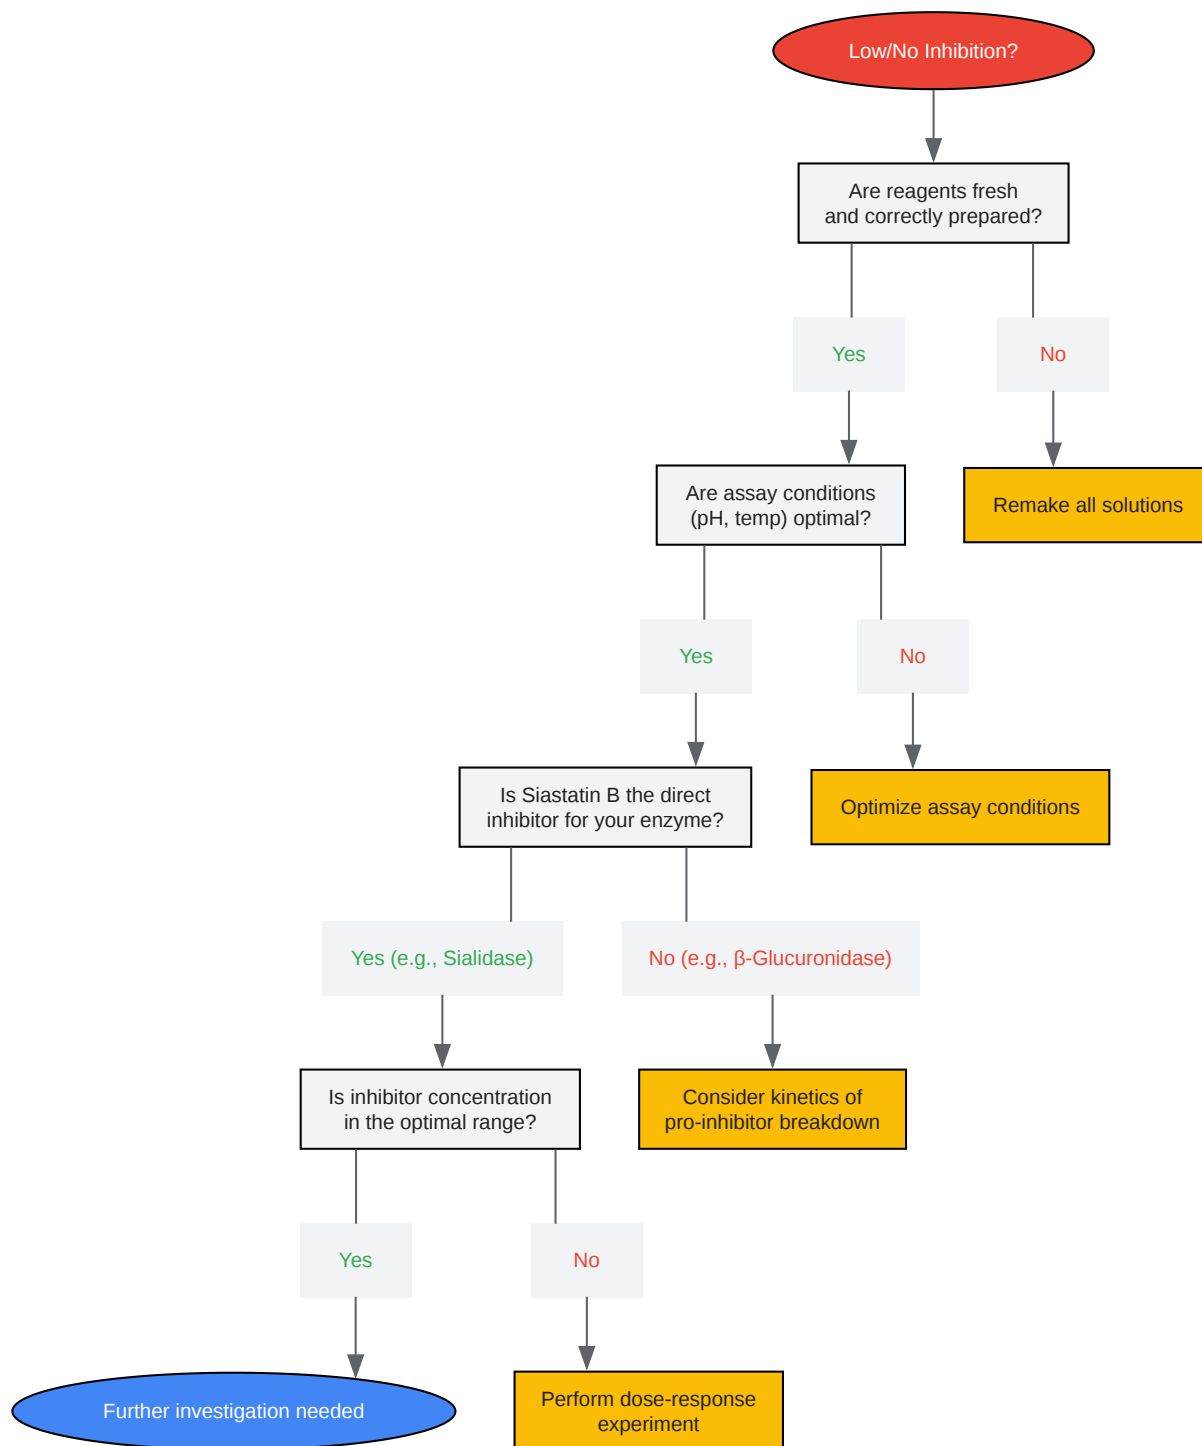 Low/No Inhibition?
Are reagents fresh
and correctly prepared?
Yes
No
Are assay conditions
(pH, temp) optimal?
Remake all solutions
Yes
No
Is Siastatin B the direct
inhibitor for your enzyme?
Optimize assay conditions
Yes (e.g., Sialidase)
No (e.g., β-Glucuronidase)
Is inhibitor concentration
in the optimal range?
Consider kinetics of
pro-inhibitor breakdown
Yes
No
Further investigation needed
Perform dose-response
experiment